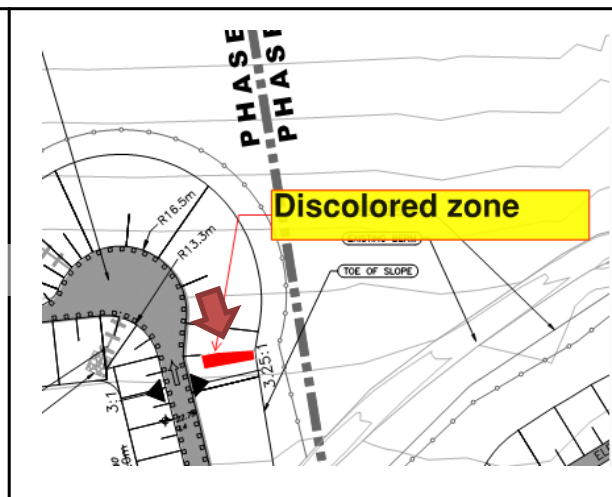 PHASE
PHASE
Discolored zone
R16.5m
R13.3m
TOE OF SLOPE
3.25:1
3:1